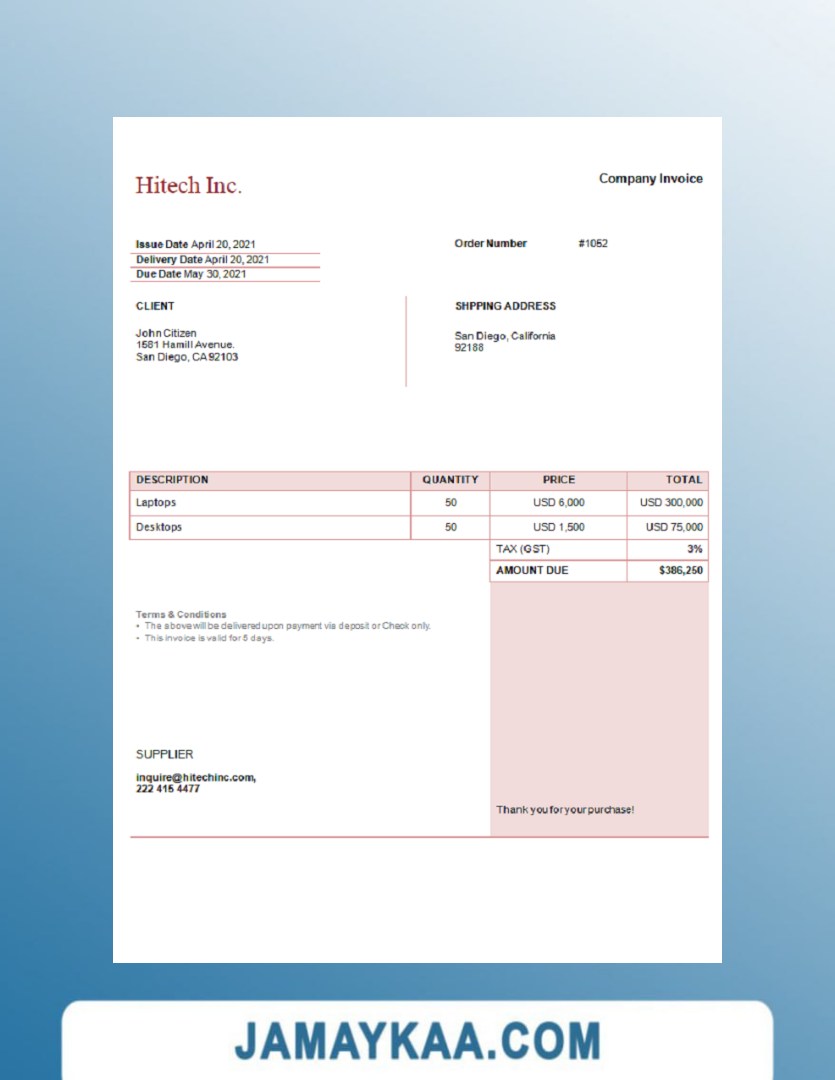 Hitech Inc.
Company Invoice
Issue Date April 20, 2021
Order Number #1052
Delivery Date April 20, 2021
Due Date May 30, 2021
CLIENT
SHPPING ADDRESS
John Citizen
1581 Hamill Avenue.
San Diego, CA 92103
San Diego, California
92188
DESCRIPTION QUANTITY PRICE TOTAL
Laptops 50 USD 6,000 USD 300,000
Desktops 50 USD 1,500 USD 75,000
TAX (GST) 3%
AMOUNT DUE $386,250
Terms & Conditions
• The above will be delivered upon payment via deposit or Check only.
• This invoice is valid for 5 days.
SUPPLIER
inquire@hitechinc.com,
222 415 4477
Thank you for your purchase!
JAMAYKAA.COM